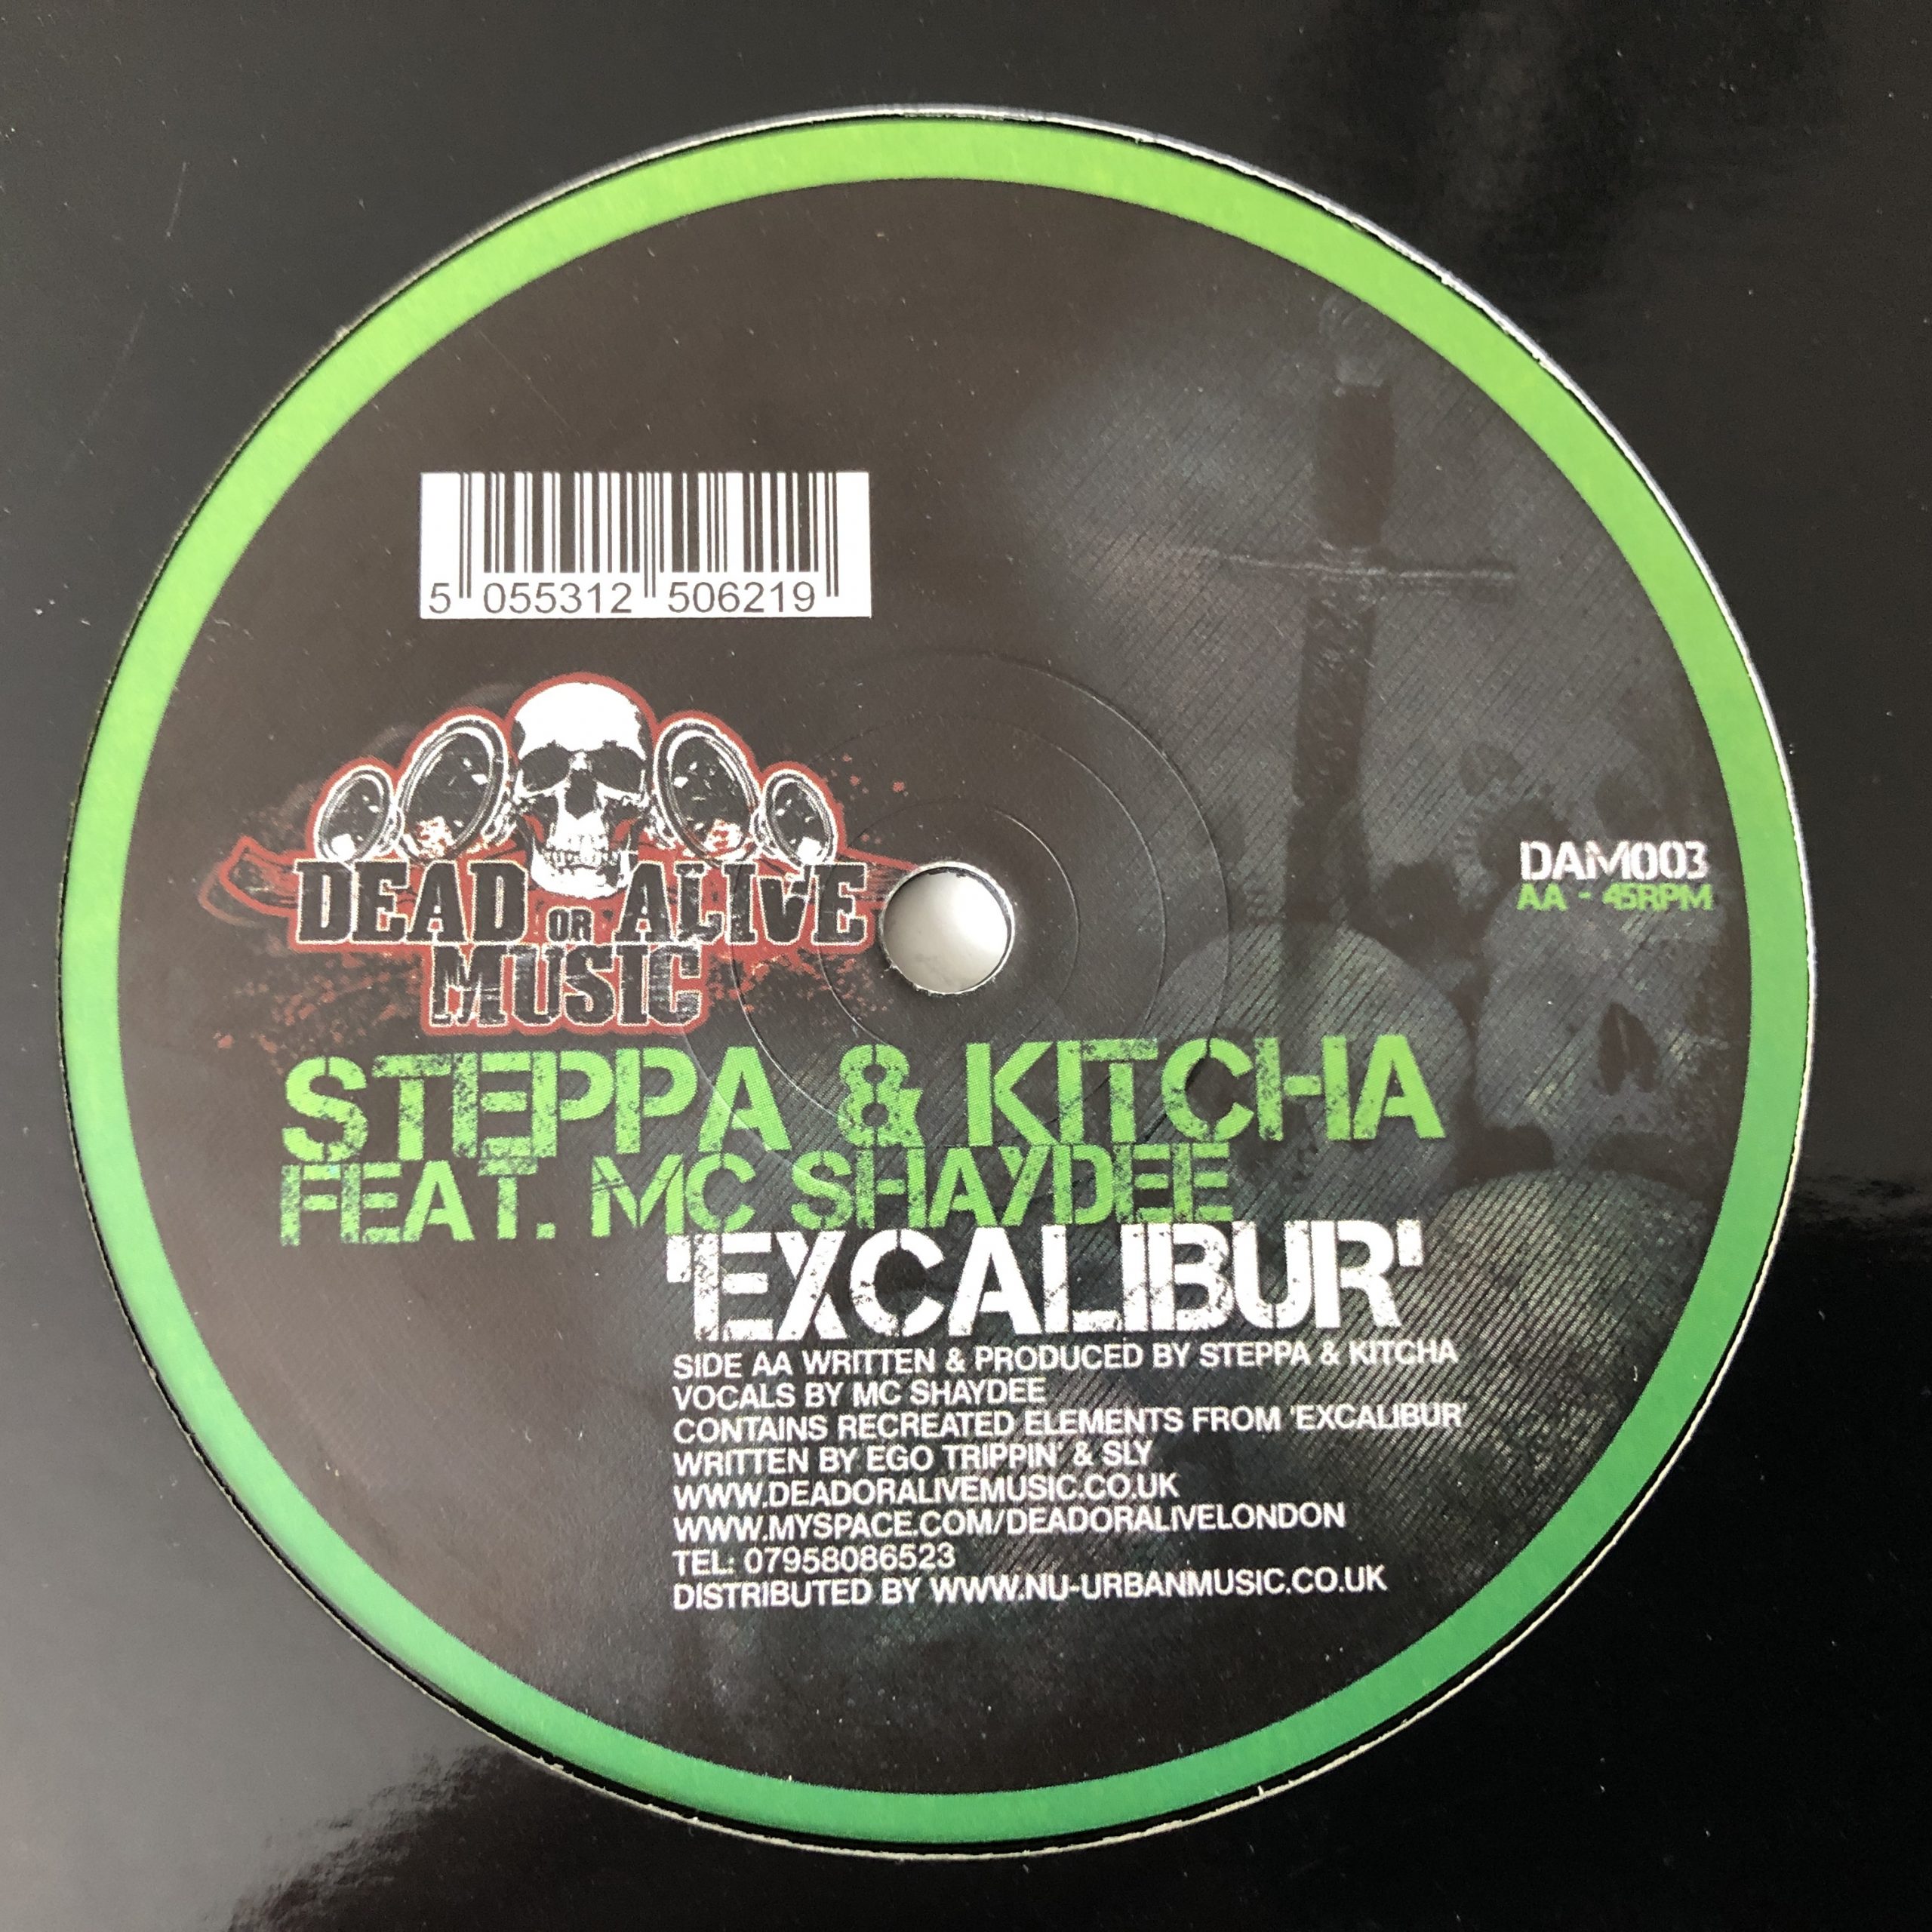 5 055312 506219
DEAD OR ALIVE
MUSIC
DAM003
AA - 45RPM
STEPPA & KITCHA
FEAT. MC SHAYDEE
'EXCALIBUR'
SIDE AA WRITTEN & PRODUCED BY STEPPA & KITCHA
VOCALS BY MC SHAYDEE
CONTAINS RECREATED ELEMENTS FROM 'EXCALIBUR'
WRITTEN BY EGO TRIPPIN' & SLY
WWW.DEADORALIVEMUSIC.CO.UK
WWW.MYSPACE.COM/DEADORALIVELONDON
TEL: 07958086523
DISTRIBUTED BY WWW.NU-URBANMUSIC.CO.UK